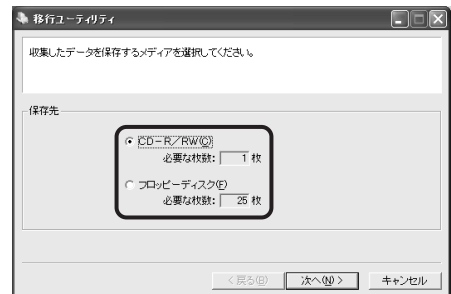 移行ユーティリティ
収集したデータを保存するメディアを選択してください。
保存先
CD-R/RW(C)
必要な枚数: 1 枚
フロッピーディスク(F)
必要な枚数: 25 枚
< 戻る(B) 次へ(N) > キャンセル